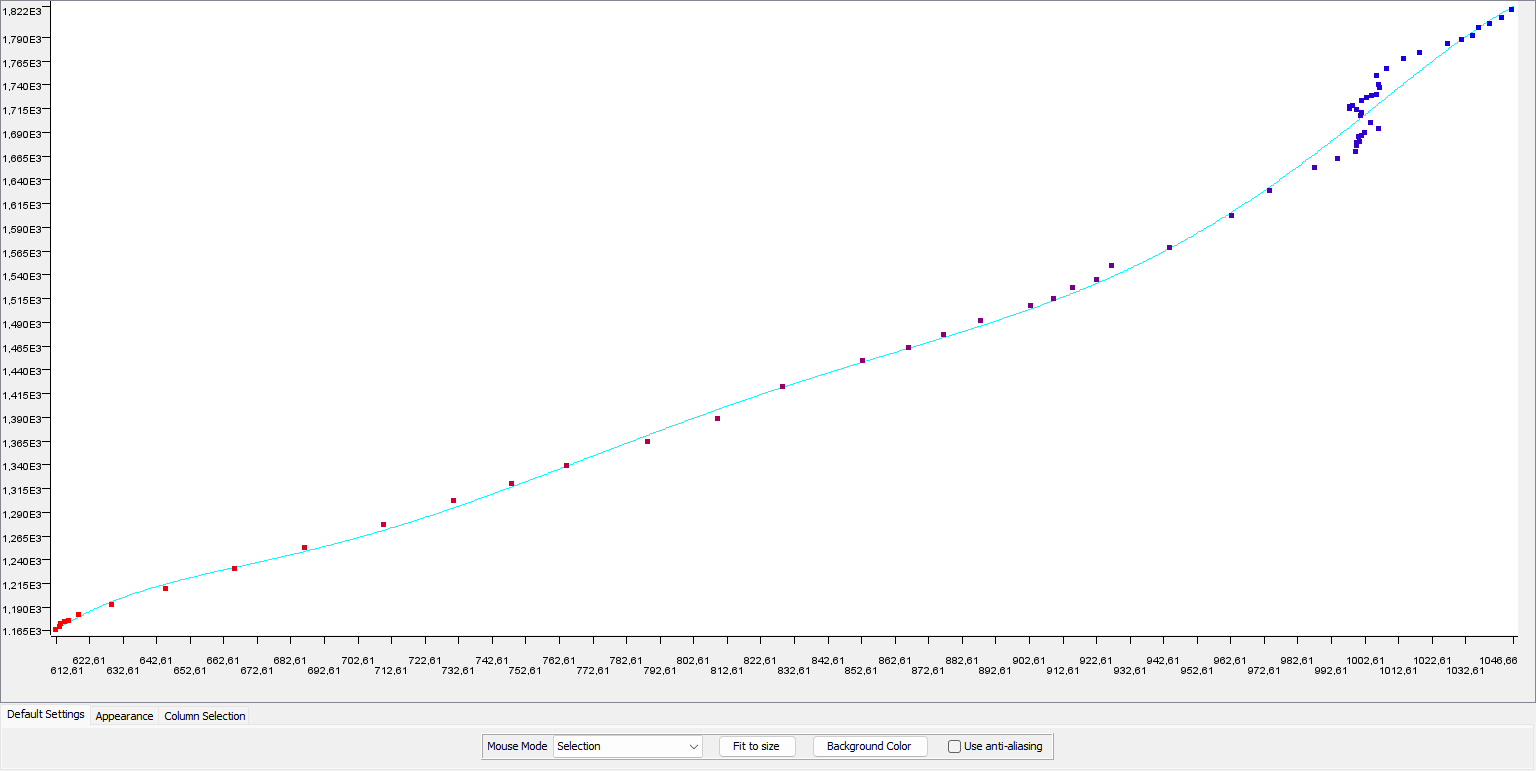 1,822E3
1,790E3
1,765E3
1,740E3
1,715E3
1,690E3
1,665E3
1,640E3
1,615E3
1,590E3
1,565E3
1,540E3
1,515E3
1,490E3
1,465E3
1,440E3
1,415E3
1,390E3
1,365E3
1,340E3
1,315E3
1,290E3
1,265E3
1,240E3
1,215E3
1,190E3
1,165E3
622,61 642,61 662,61 682,61 702,61 722,61 742,61 762,61 782,61 802,61 822,61 842,61 862,61 882,61 902,61 922,61 942,61 962,61 982,61 1002,61 1022,61 1046,66
612,61 632,61 652,61 672,61 692,61 712,61 732,61 752,61 772,61 792,61 812,61 832,61 852,61 872,61 892,61 912,61 932,61 952,61 972,61 992,61 1012,61 1032,61
Default Settings Appearance Column Selection
Mouse Mode Selection Fit to size Background Color Use anti-aliasing